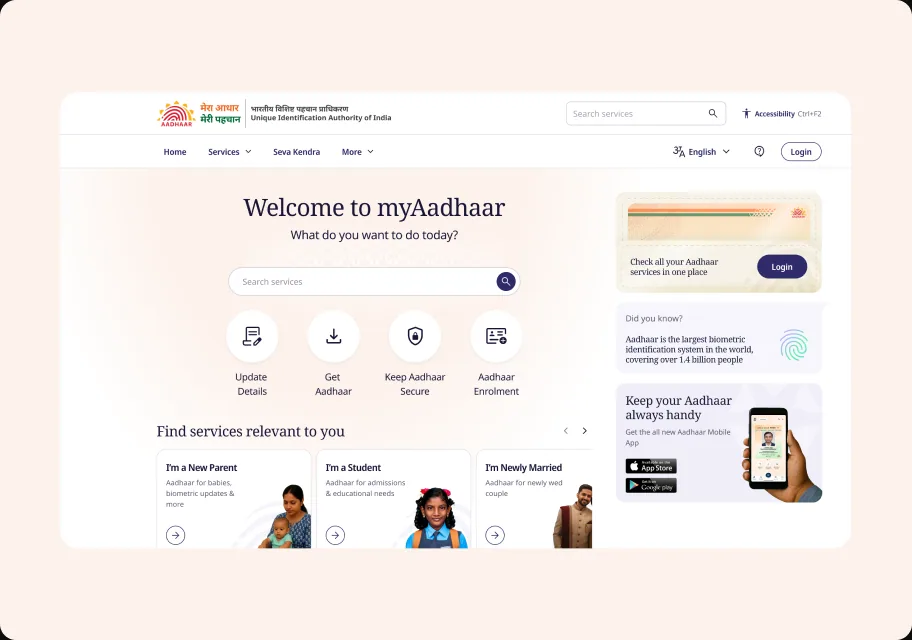 मेरा आधार
मेरी पहचान
AADHAAR
भारतीय विशिष्ट पहचान प्राधिकरण
Unique Identification Authority of India
Search services
Accessibility Ctrl+F2
Home
Services
Seva Kendra
More
English
Login
Welcome to myAadhaar
What do you want to do today?
Search services
Update
Details
Get
Aadhaar
Keep Aadhaar
Secure
Aadhaar
Enrolment
Find services relevant to you
I'm a New Parent
Aadhaar for babies,
biometric updates &
more
I'm a Student
Aadhaar for admissions
& educational needs
I'm Newly Married
Aadhaar for newly wed
couple
Check all your Aadhaar
services in one place
Login
Did you know?
Aadhaar is the largest biometric
identification system in the world,
covering over 1.4 billion people
Keep your Aadhaar
always handy
Get the all new Aadhaar Mobile
App
App Store
Google play